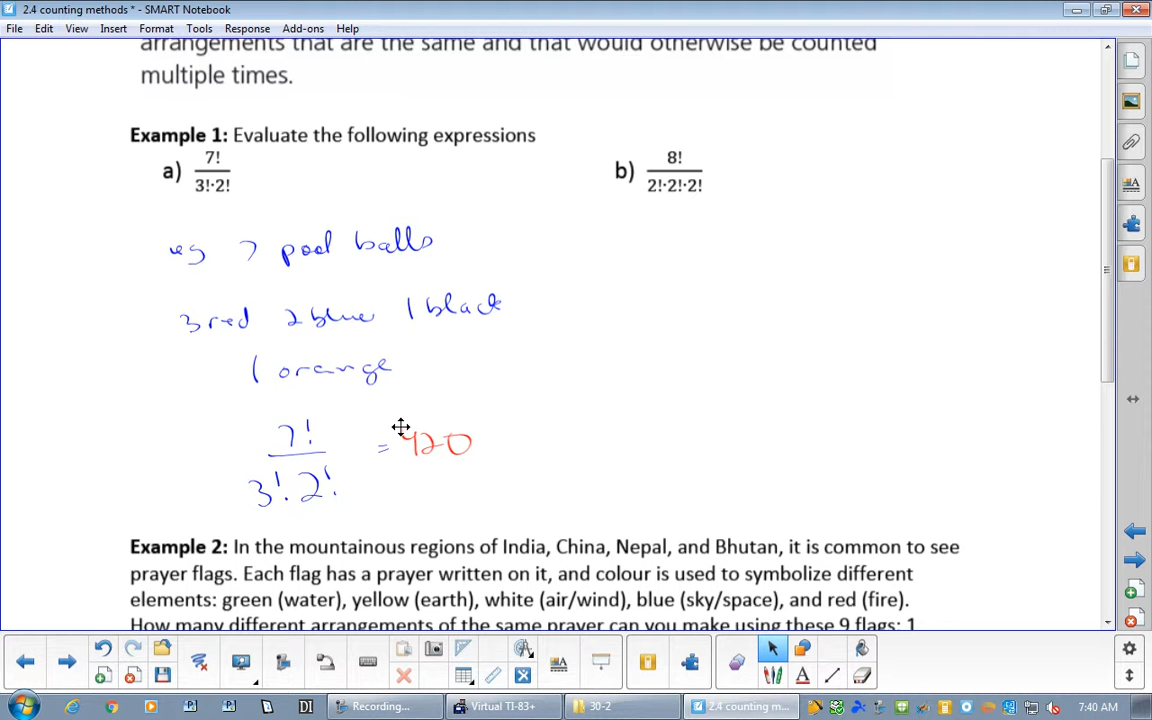 2.4 counting methods * - SMART Notebook
File Edit View Insert Format Tools Response Add-ons Help
arrangements that are the same and that would otherwise be counted
multiple times.
Example 1: Evaluate the following expressions
a) 7!/3!·2! b) 8!/2!·2!·2!
eg 7 pool balls
3 red 2 blue 1 black
1 orange
7!/3!·2! = 420
Example 2: In the mountainous regions of India, China, Nepal, and Bhutan, it is common to see
prayer flags. Each flag has a prayer written on it, and colour is used to symbolize different
elements: green (water), yellow (earth), white (air/wind), blue (sky/space), and red (fire).
How many different arrangements of the same prayer can you make using these 9 flags: 1
Recording... Virtual TI-83+ 30-2 2.4 counting m... 7:40 AM